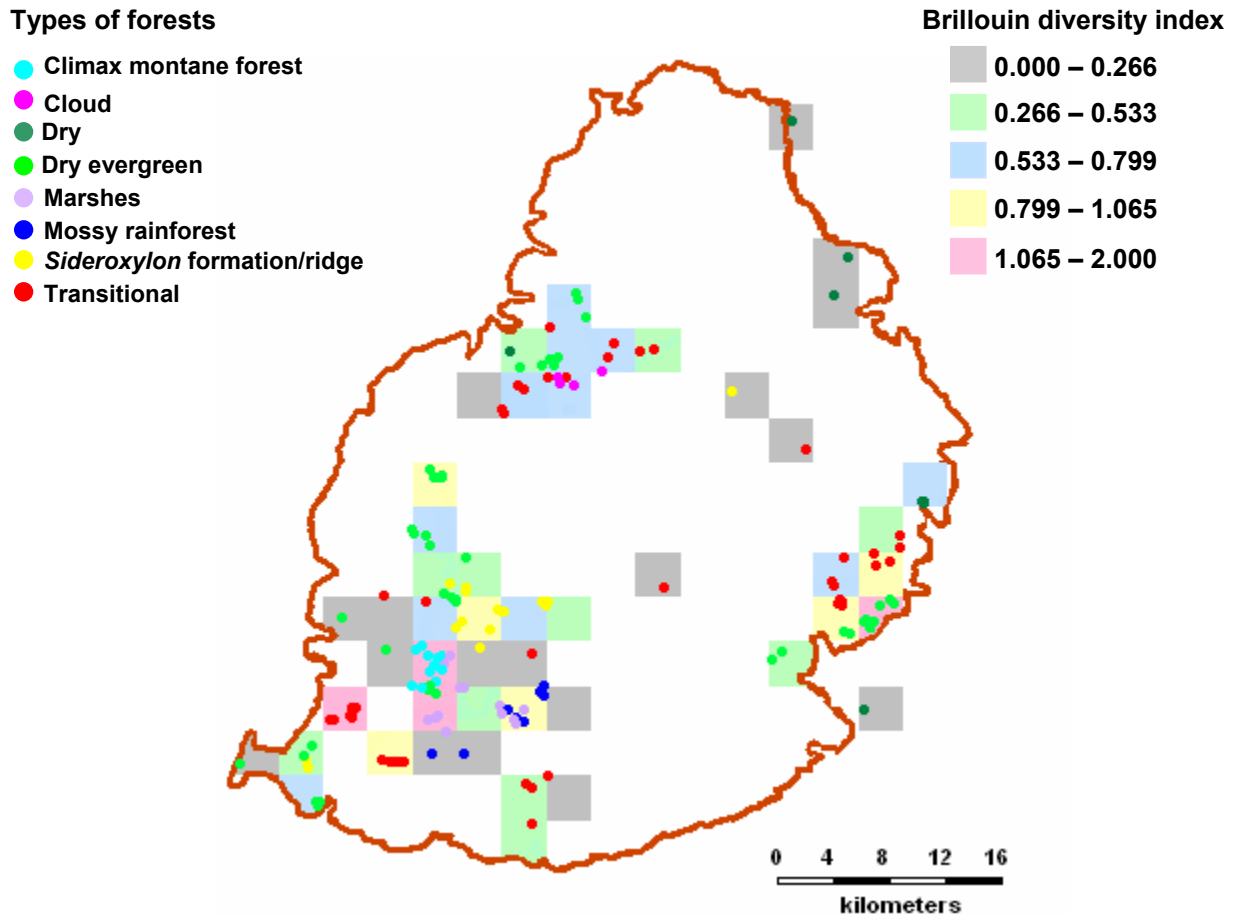 Types of forests
Climax montane forest
Cloud
Dry
Dry evergreen
Marshes
Mossy rainforest
Sideroxylon formation/ridge
Transitional
Brillouin diversity index
0.000 – 0.266
0.266 – 0.533
0.533 – 0.799
0.799 – 1.065
1.065 – 2.000
0 4 8 12 16
kilometers